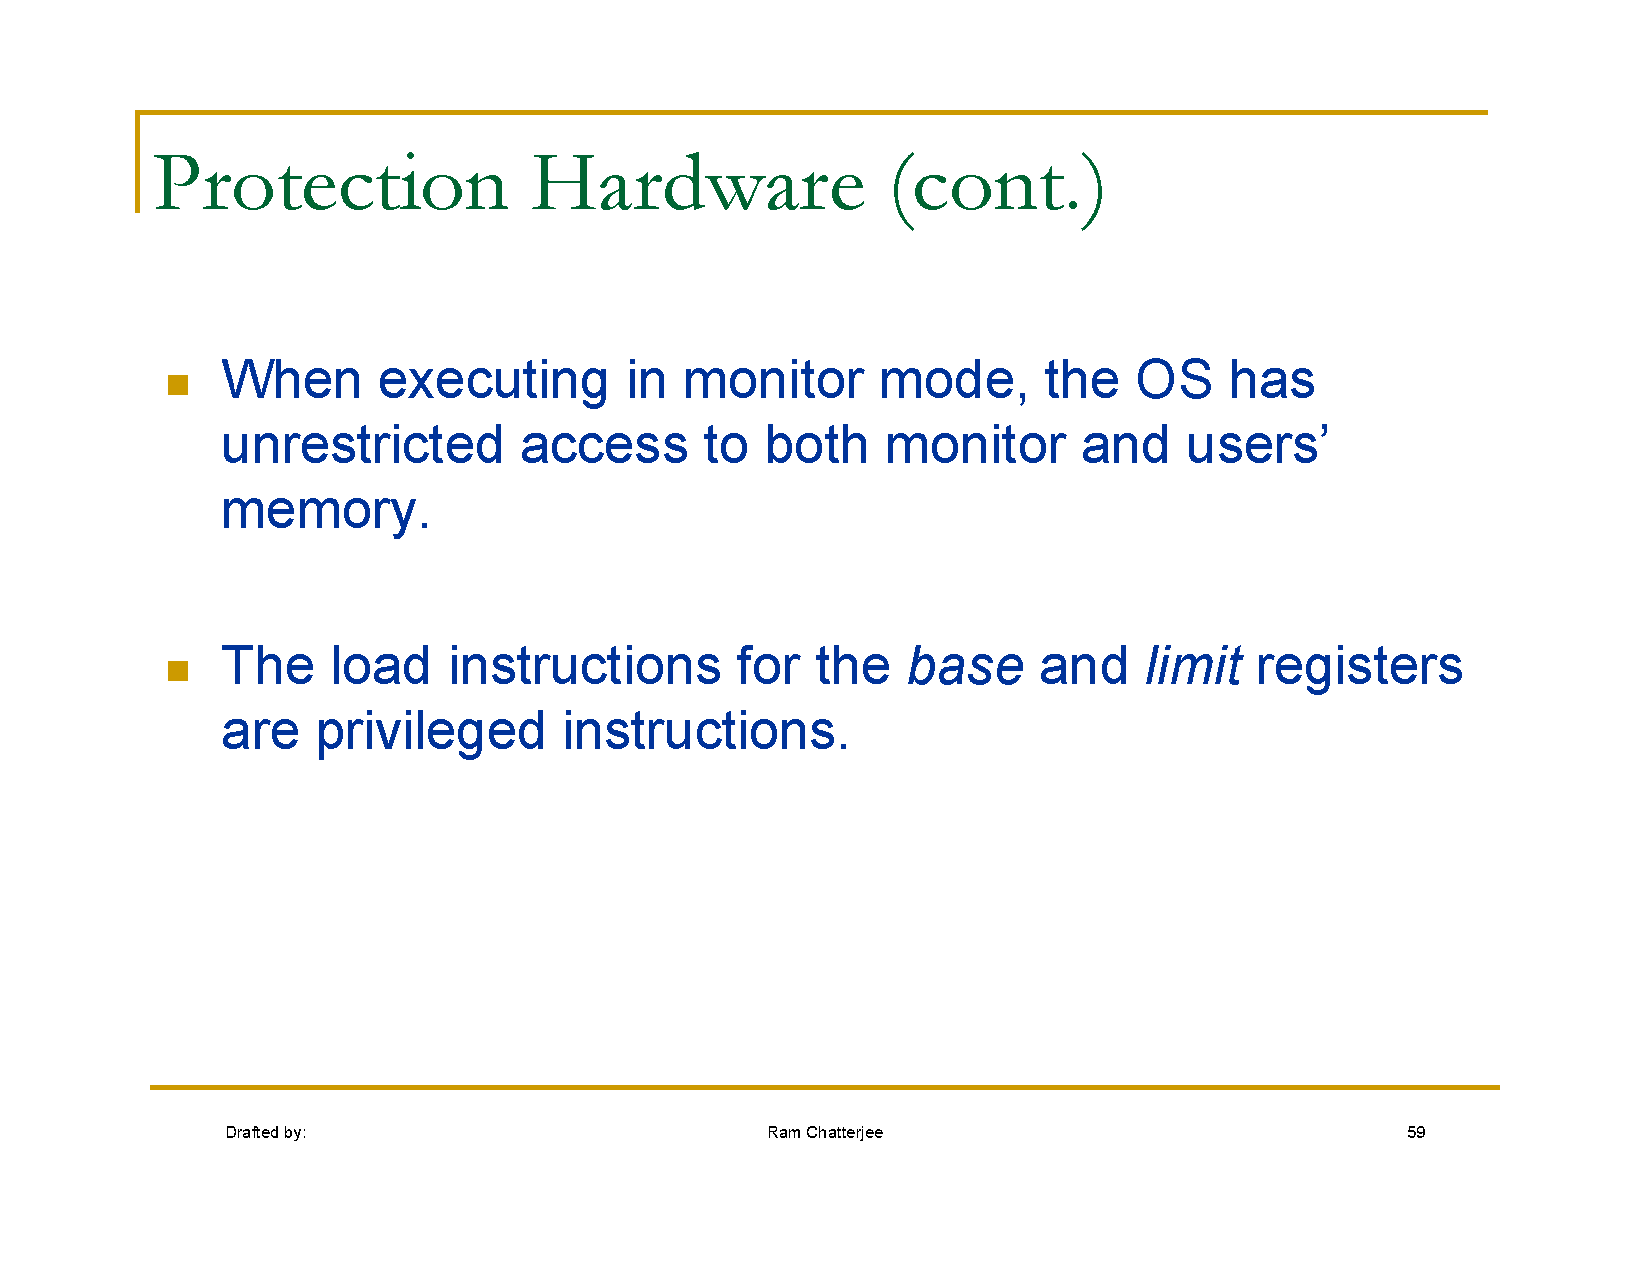 Protection Hardware (cont.)
When executing in monitor mode, the OS has
unrestricted access to both monitor and users’
memory.
The load instructions for the base and limit registers
are privileged instructions.
Drafted by: Ram Chatterjee 59